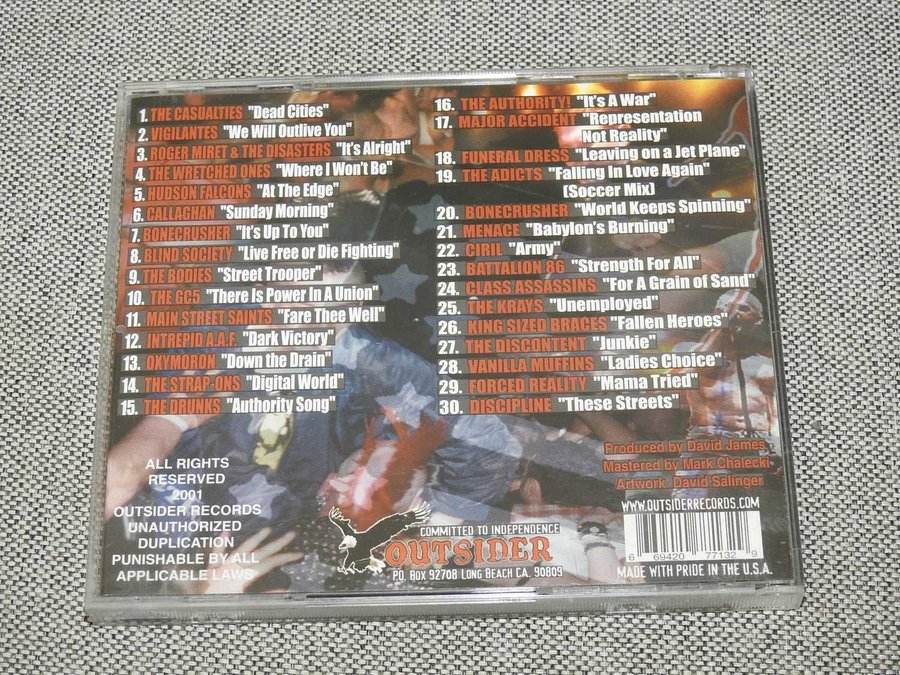 1. THE CASUALTIES "Dead Cities"
2. VIGILANTES "We Will Outlive You"
3. ROGER MIRET & THE DISASTERS "It's Alright"
4. THE WRETCHED ONES "Where I Won't Be"
5. HUDSON FALCONS "At The Edge"
6. CALLAGHAN "Sunday Morning"
7. BONECRUSHER "It's Up To You"
8. BLIND SOCIETY "Live Free or Die Fighting"
9. THE BODIES "Street Trooper"
10. THE GC5 "There Is Power In A Union"
11. MAIN STREET SAINTS "Fare Thee Well"
12. INTREPID A.A.F. "Dark Victory"
13. OXYMORON "Down the Drain"
14. THE STRAP-ONS "Digital World"
15. THE DRUNKS "Authority Song"
16. THE AUTHORITY! "It's A War"
17. MAJOR ACCIDENT "Representation
Not Reality"
18. FUNERAL DRESS "Leaving on a Jet Plane"
19. THE ADICTS "Falling In Love Again"
(Soccer Mix)
20. BONECRUSHER "World Keeps Spinning"
21. MENACE "Babylon's Burning"
22. CIRIL "Army"
23. BATTALION 86 "Strength For All"
24. CLASS ASSASSINS "For A Grain of Sand"
25. THE KRAYS "Unemployed"
26. KING SIZED BRACES "Fallen Heroes"
27. THE DISCONTENT "Junkie"
28. VANILLA MUFFINS "Ladies Choice"
29. FORCED REALITY "Mama Tried"
30. DISCIPLINE "These Streets"
Produced by David James
Mastered by Mark Chalecki
Artwork David Salinger
ALL RIGHTS
RESERVED
2001
OUTSIDER RECORDS
UNAUTHORIZED
DUPLICATION
PUNISHABLE BY ALL
APPLICABLE LAWS
COMMITTED TO INDEPENDENCE
OUTSIDER
P.O. BOX 92708 LONG BEACH CA. 90809
WWW.OUTSIDERRECORDS.COM
6 69420 77132 9
MADE WITH PRIDE IN THE U.S.A.